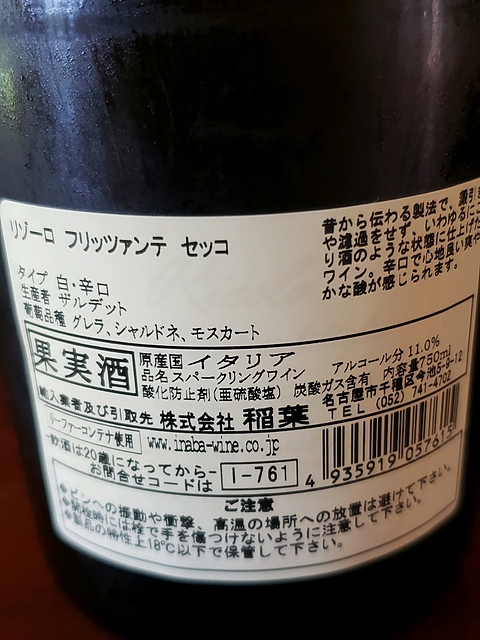 リゾーロ フリッツァンテ セッコ
昔から伝わる製法で、澱引
や濾過をせず、いわゆるに
り酒のような状態に仕上げた
ワイン。辛口で心地良い爽や
かな酸が感じられます。
タイプ 白・辛口
生産者 ザルデット
葡萄品種 グレラ、シャルドネ、モスカート
果実酒
原産国 イタリア アルコール分 11.0%
品名 スパークリングワイン 炭酸ガス含有 内容量750ml
酸化防止剤(亜硫酸塩) 名古屋市千種区今池5-8-12
輸入業者及び引取先 株式会社 稲葉 TEL (052) 741-4702
リーファーコンテナ使用 www.inaba-wine.co.jp
飲酒は20歳になってから
お問合せコードは I-761
4 935919 057615
ご注意
●ビンへの振動や衝撃、高温の場所への放置は避けて下さい。
●開栓時には栓で手を傷つけないように注意して下さい。
●製品の特性上18℃以下で保管して下さい。